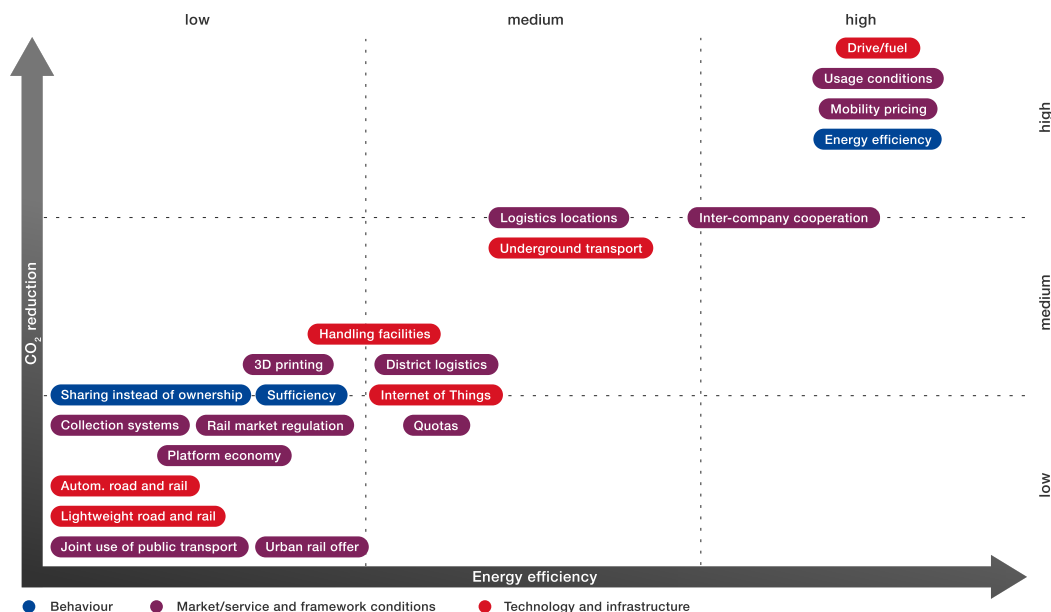 low medium high
Drive/fuel
Usage conditions
Mobility pricing
Energy efficiency
high
Logistics locations Inter-company cooperation
Underground transport
medium
CO2 reduction
Handling facilities
3D printing District logistics
Sharing instead of ownership Sufficiency Internet of Things
Collection systems Rail market regulation Quotas
Platform economy
Autom. road and rail
low
Lightweight road and rail
Joint use of public transport Urban rail offer
Energy efficiency
Behaviour Market/service and framework conditions Technology and infrastructure